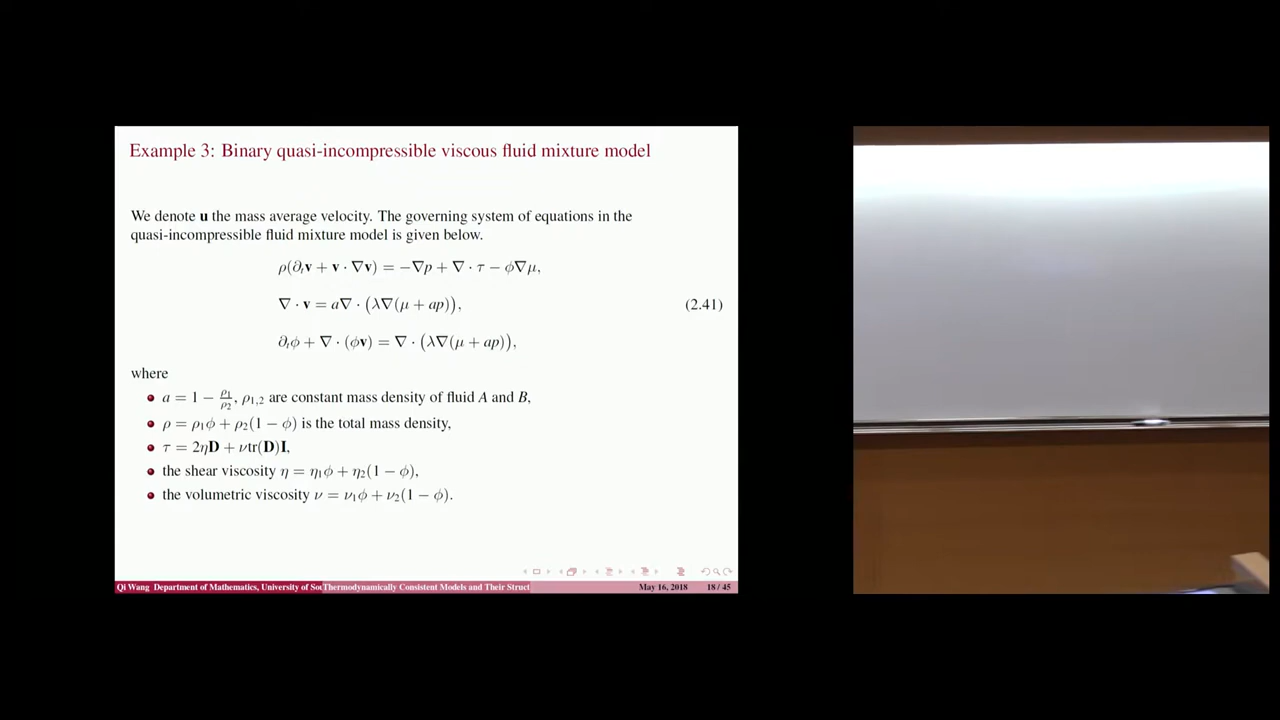 Example 3: Binary quasi-incompressible viscous fluid mixture model
We denote u the mass average velocity. The governing system of equations in the
quasi-incompressible fluid mixture model is given below.
ρ(∂ₜv + v · ∇v) = −∇p + ∇ · τ − ϕ∇μ,
∇ · v = a∇ · (λ∇(μ + ap)), (2.41)
∂ₜϕ + ∇ · (ϕv) = ∇ · (λ∇(μ + ap)),
where
a = 1 − ρ₁/ρ₂, ρ₁,₂ are constant mass density of fluid A and B,
ρ = ρ₁ϕ + ρ₂(1 − ϕ) is the total mass density,
τ = 2ηD + νtr(D)I,
the shear viscosity η = η₁ϕ + η₂(1 − ϕ),
the volumetric viscosity ν = ν₁ϕ + ν₂(1 − ϕ).
Qi Wang Department of Mathematics, University of Sou Thermodynamically Consistent Models and Their Struct May 16, 2018 18 / 45